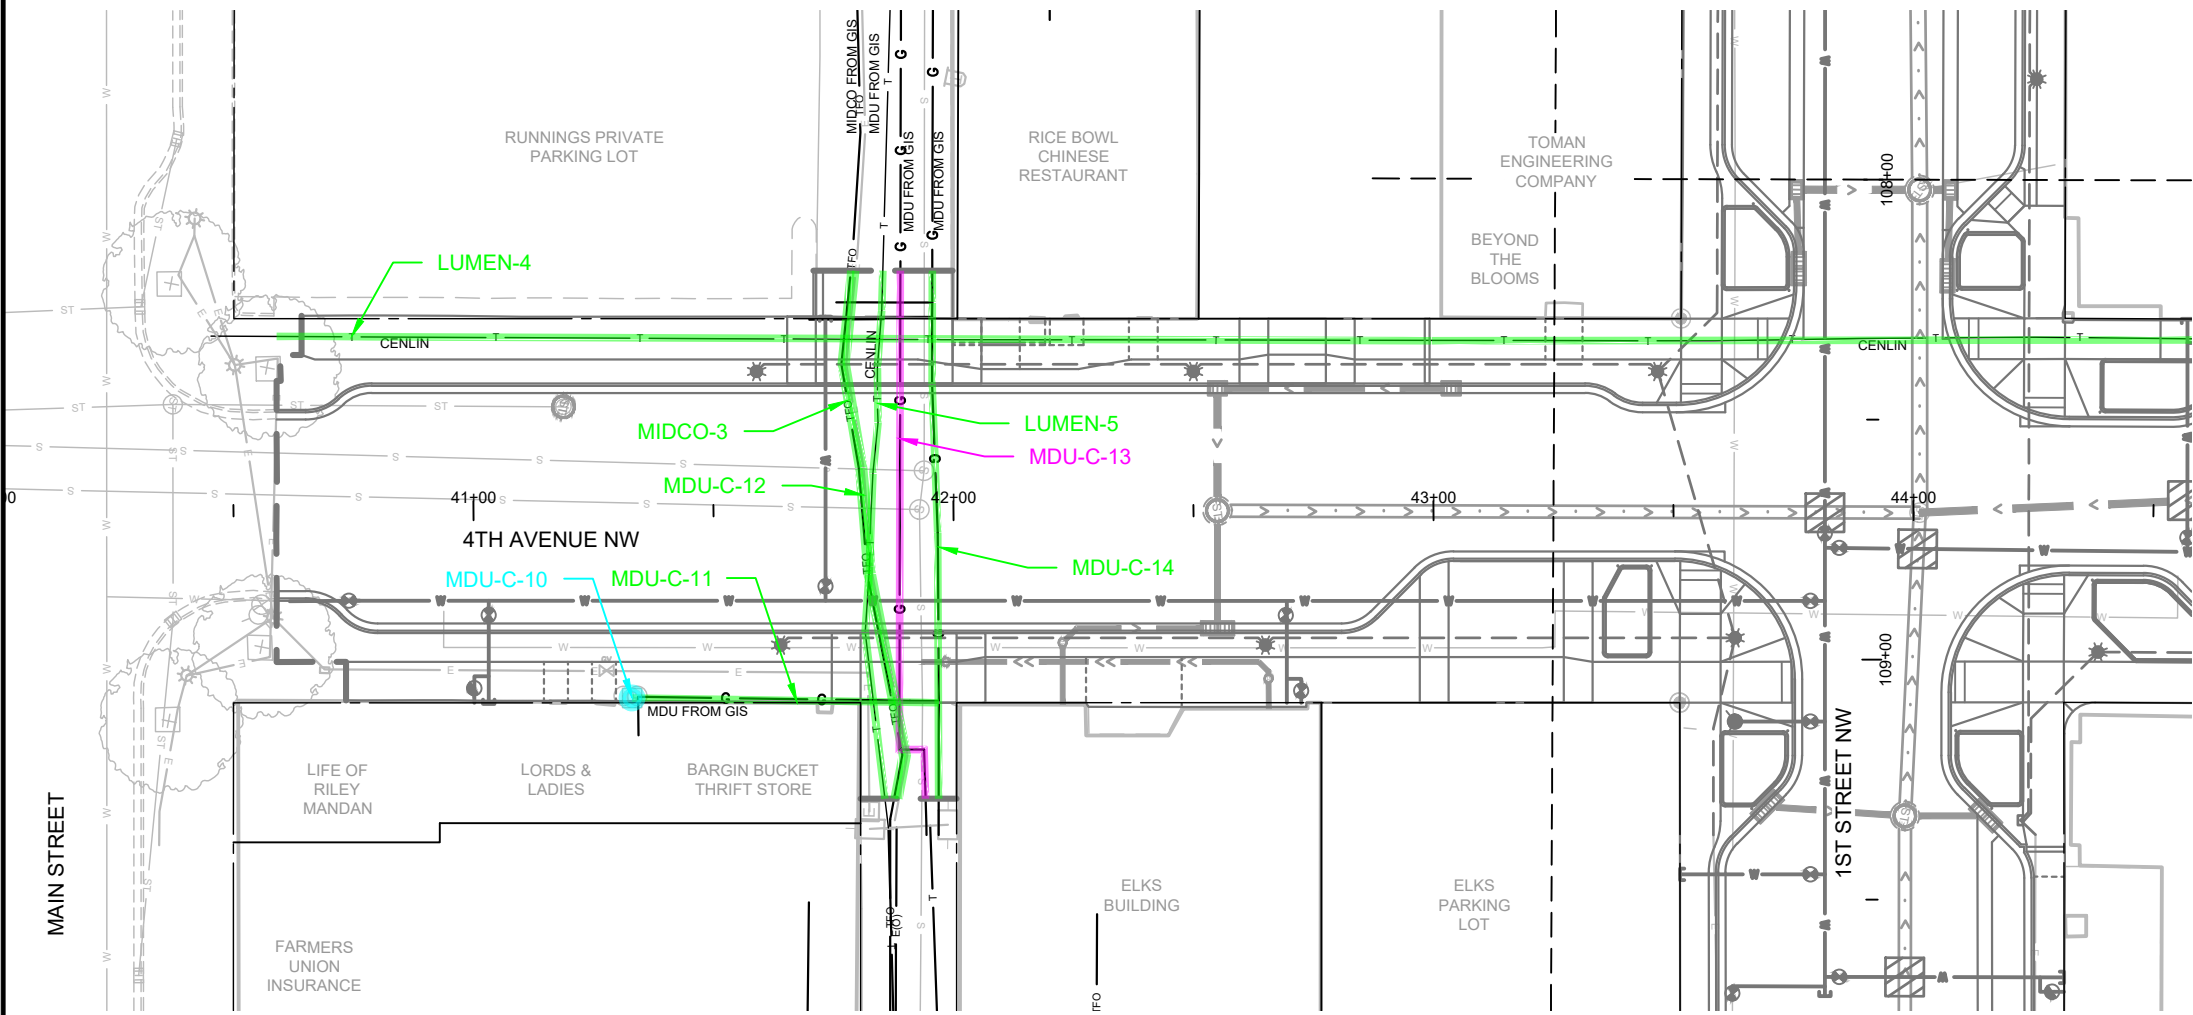 MIDCO FROM GIS
TFO
MDU FROM GIS
T
G
G
MDU FROM GIS
MDU FROM GIS
RUNNINGS PRIVATE
PARKING LOT
RICE BOWL
CHINESE
RESTAURANT
TOMAN
ENGINEERING
COMPANY
BEYOND
THE
BLOOMS
108+00
LUMEN-4
CENLIN
CENLIN
CENLIN
MIDCO-3
LUMEN-5
MDU-C-13
MDU-C-12
00
41+00
42+00
43+00
44+00
4TH AVENUE NW
MDU-C-10
MDU-C-11
MDU-C-14
109+00
MDU FROM GIS
LIFE OF
RILEY
MANDAN
LORDS &
LADIES
BARGIN BUCKET
THRIFT STORE
MAIN STREET
1ST STREET NW
ELKS
BUILDING
ELKS
PARKING
LOT
FARMERS
UNION
INSURANCE
TFO
E(O)
TFO